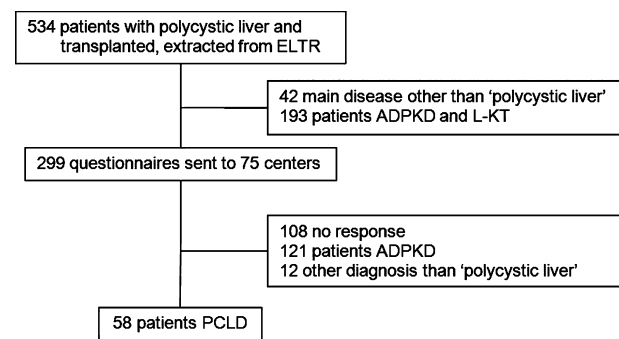 534 patients with polycystic liver and
transplanted, extracted from ELTR
42 main disease other than 'polycystic liver'
193 patients ADPKD and L-KT
299 questionnaires sent to 75 centers
108 no response
121 patients ADPKD
12 other diagnosis than 'polycystic liver'
58 patients PCLD